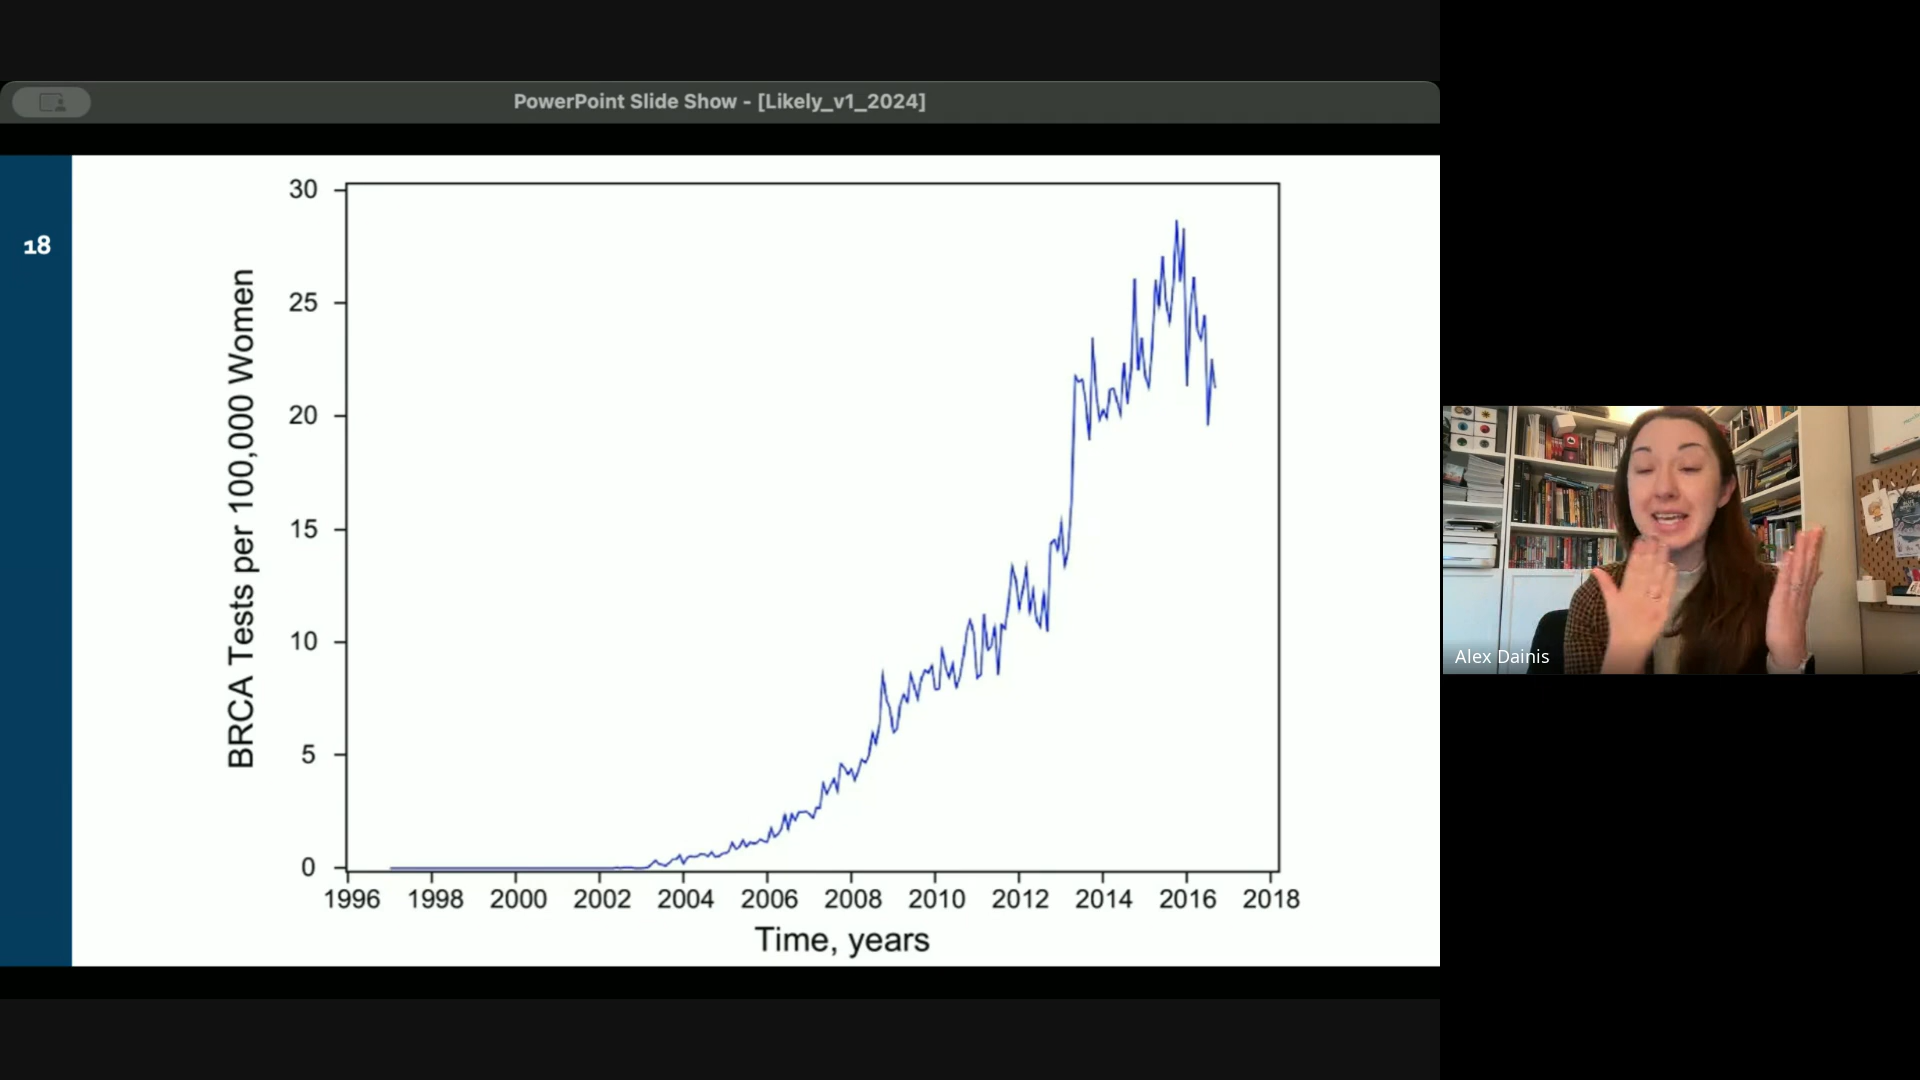 PowerPoint Slide Show - [Likely_v1_2024]
18
BRCA Tests per 100,000 Women
30
25
20
15
10
5
0
1996 1998 2000 2002 2004 2006 2008 2010 2012 2014 2016 2018
Time, years
Alex Dainis